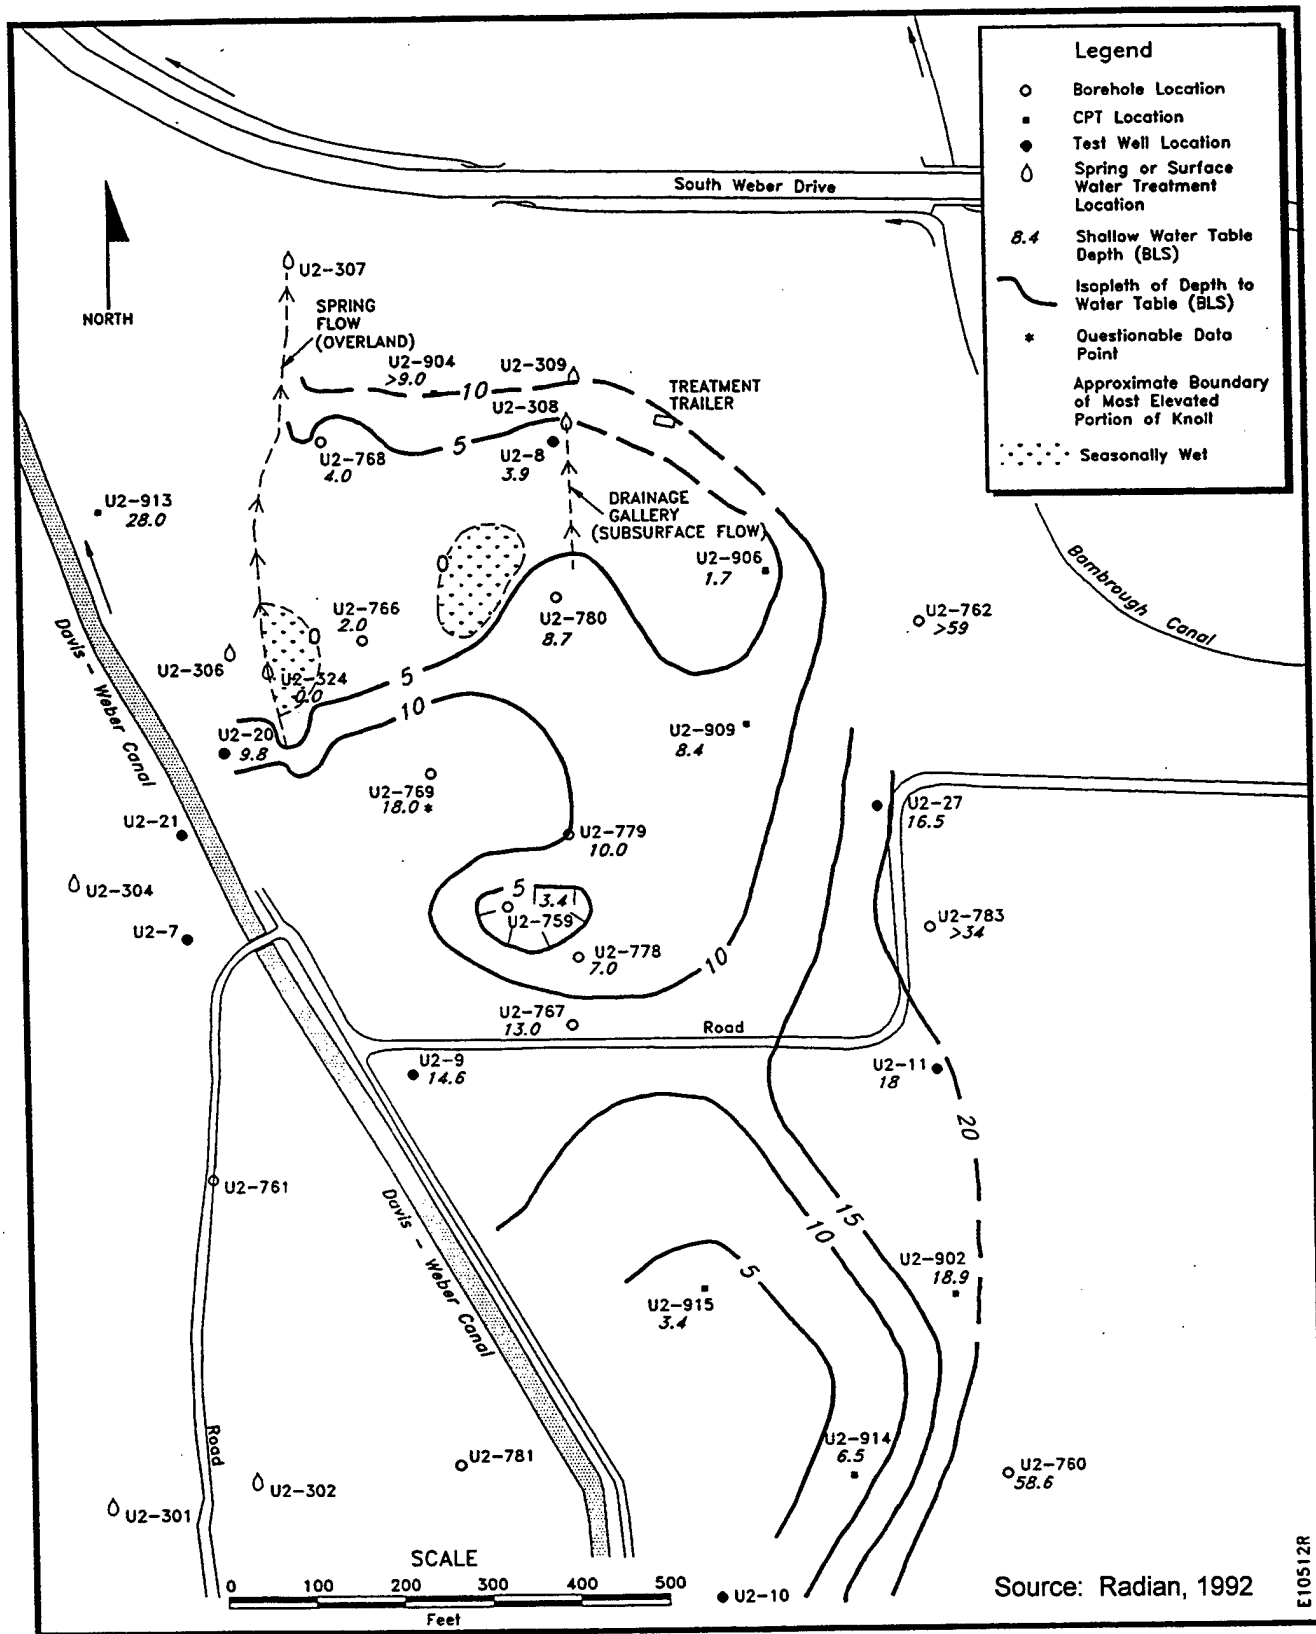 Legend
Borehole Location
CPT Location
Test Well Location
Spring or Surface
Water Treatment
Location
8.4
Shallow Water Table
Depth (BLS)
Isopleth of Depth to
Water Table (BLS)
*
Questionable Data
Point
Approximate Boundary
of Most Elevated
Portion of Knoll
Seasonally Wet
South Weber Drive
NORTH
U2-307
SPRING
FLOW
(OVERLAND)
U2-904
>9.0
10
U2-309
TREATMENT
TRAILER
U2-308
5
U2-768
4.0
U2-8
3.9
U2-913
28.0
DRAINAGE
GALLERY
(SUBSURFACE FLOW)
U2-906
1.7
0
U2-766
2.0
0
U2-780
8.7
U2-762
>59
Bambrough Canal
Davis - Weber Canal
U2-306
U2-324
0.0
5
10
U2-20
9.8
U2-909
8.4
U2-769
18.0 *
U2-21
U2-779
10.0
U2-27
16.5
U2-304
5
3.4
U2-759
U2-7
U2-783
>34
U2-778
7.0
10
U2-767
13.0
Road
U2-9
14.6
U2-11
18
20
U2-761
Davis - Weber Canal
15
10
U2-902
18.9
5
U2-915
3.4
Road
U2-781
U2-914
6.5
U2-760
58.6
U2-302
U2-301
SCALE
0 100 200 300 400 500
Feet
U2-10
Source: Radian, 1992
E10512R